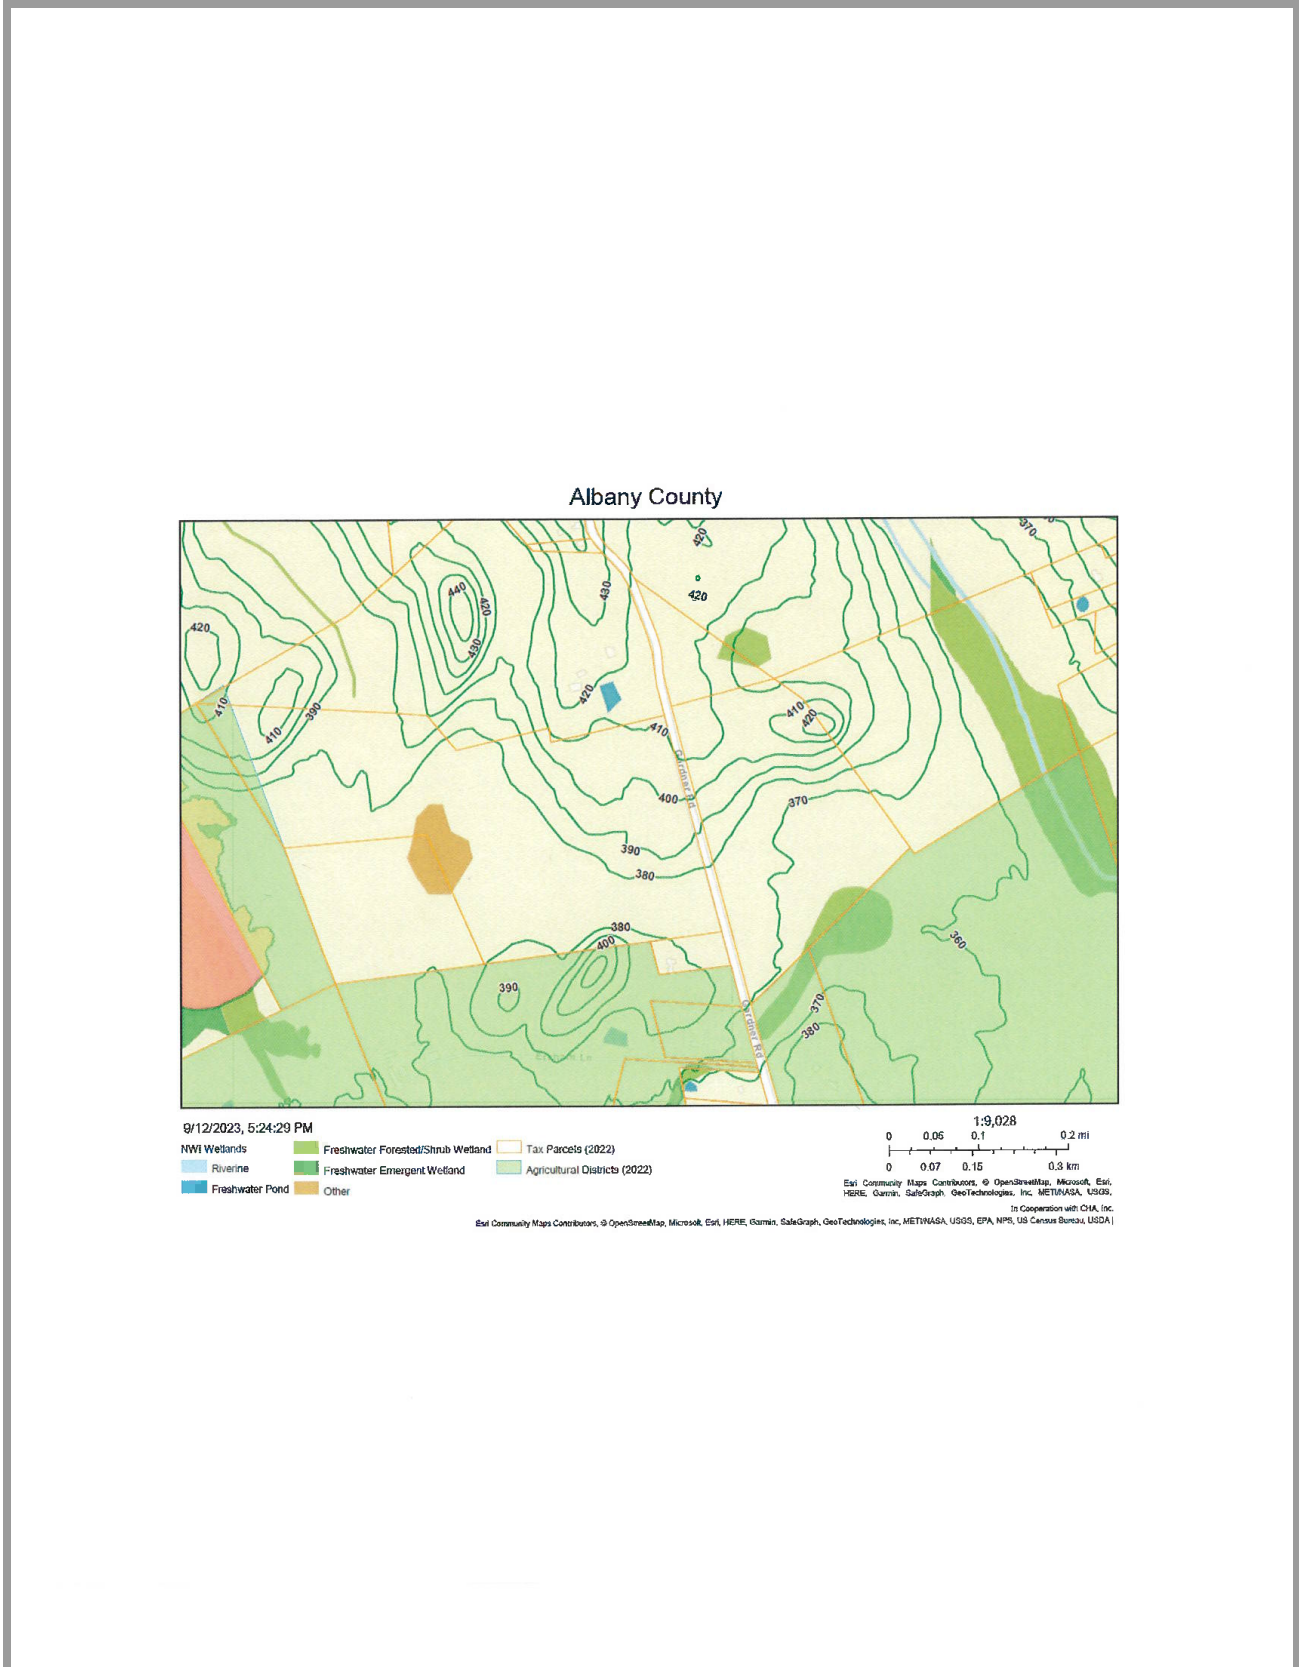 Albany County
420
370
440
420
430
430
420
420
410
390
410
430
420
410
420
410
Gardner Rd
400
370
390
380
380
400
390
360
370
380
Gardner Rd
9/12/2023, 5:24:29 PM
NWI Wetlands
Riverine
Freshwater Pond
Freshwater Forested/Shrub Wetland
Freshwater Emergent Wetland
Other
Tax Parcels (2022)
Agricultural Districts (2022)
1:9,028
0 0.05 0.1 0.2 mi
0 0.07 0.15 0.3 km
Esri Community Maps Contributors, © OpenStreetMap, Microsoft, Esri,
HERE, Garmin, SafeGraph, GeoTechnologies, Inc, METI/NASA, USGS,
In Cooperation with CHA, Inc.
Esri Community Maps Contributors, © OpenStreetMap, Microsoft, Esri, HERE, Garmin, SafeGraph, GeoTechnologies, Inc, METI/NASA, USGS, EPA, NPS, US Census Bureau, USDA |